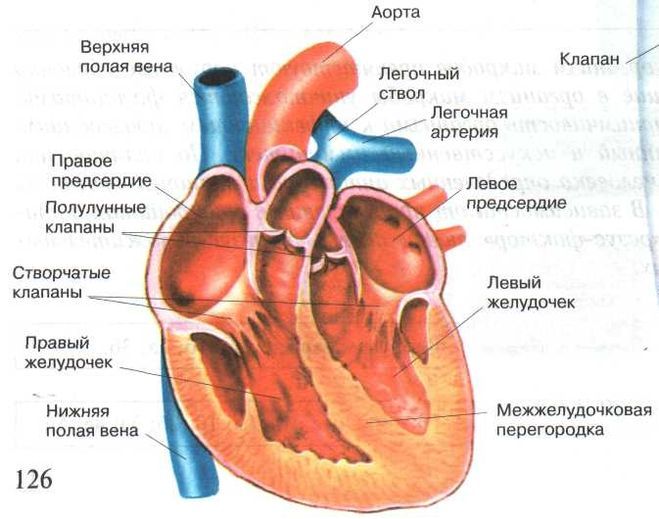 Аорта
Верхняя
полая вена
Клапан
Легочный
ствол
Легочная
артерия
Правое
предсердие
Левое
предсердие
Полулунные
клапаны
Створчатые
клапаны
Левый
желудочек
Правый
желудочек
Нижняя
полая вена
Межжелудочковая
перегородка
126